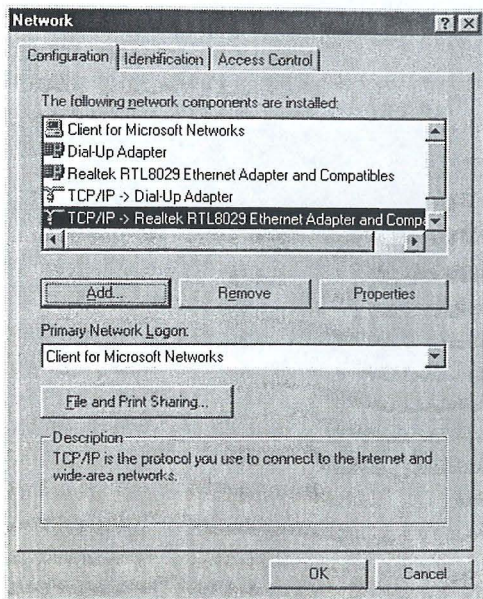 Network
Configuration Identification Access Control
The following network components are installed:
Client for Microsoft Networks
Dial-Up Adapter
Realtek RTL8029 Ethernet Adapter and Compatibles
TCP/IP -> Dial-Up Adapter
TCP/IP -> Realtek RTL8029 Ethernet Adapter and Compa
Add... Remove Properties
Primary Network Logon:
Client for Microsoft Networks
File and Print Sharing...
Description
TCP/IP is the protocol you use to connect to the Internet and
wide-area networks.
OK Cancel